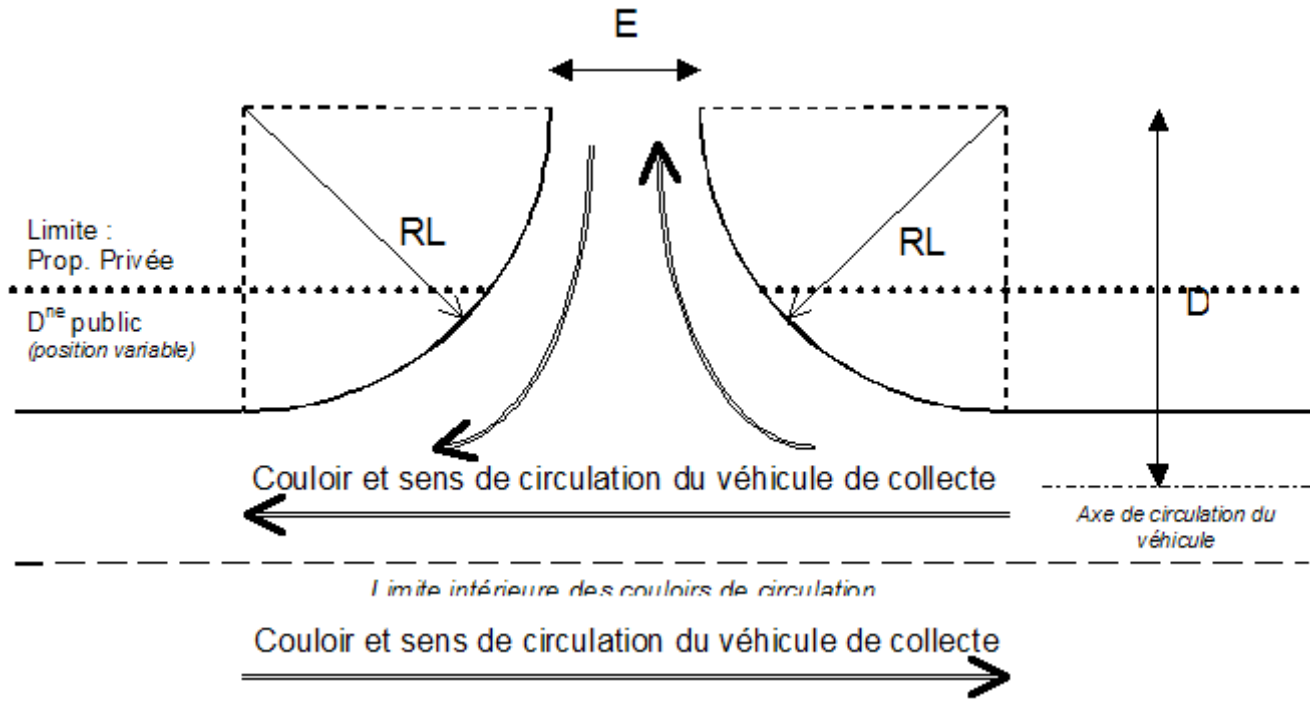 E
RL
RL
Limite :
Prop. Privée
D
Dne public
(position variable)
Couloir et sens de circulation du véhicule de collecte
Axe de circulation du
véhicule
Limite intérieure des couloirs de circulation
Couloir et sens de circulation du véhicule de collecte